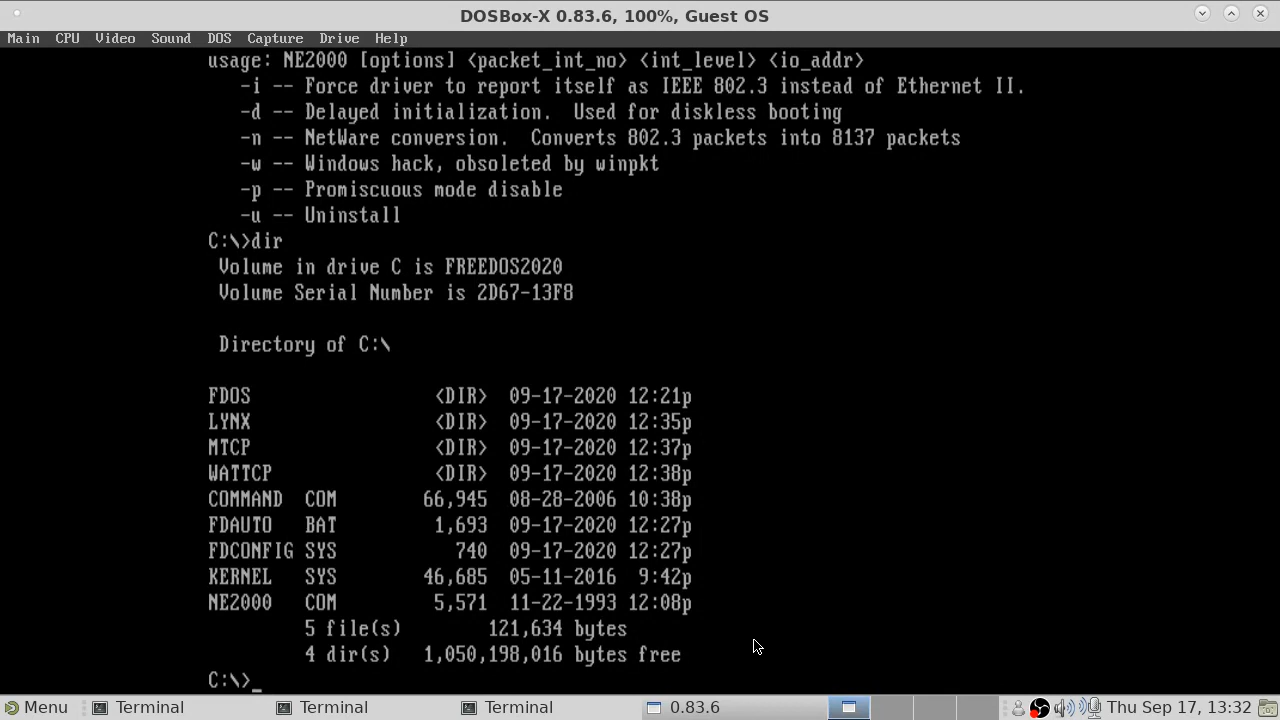 DOSBox-X 0.83.6, 100%, Guest OS
Main CPU Video Sound DOS Capture Drive Help
usage: NE2000 [options] <packet_int_no> <int_level> <io_addr>
-i -- Force driver to report itself as IEEE 802.3 instead of Ethernet II.
-d -- Delayed initialization.  Used for diskless booting
-n -- NetWare conversion.  Converts 802.3 packets into 8137 packets
-w -- Windows hack, obsoleted by winpkt
-p -- Promiscuous mode disable
-u -- Uninstall
C:\>dir
Volume in drive C is FREEDOS2020
Volume Serial Number is 2D67-13F8
Directory of C:\
FDOS <DIR> 09-17-2020 12:21p
LYNX <DIR> 09-17-2020 12:35p
MTCP <DIR> 09-17-2020 12:37p
WATTCP <DIR> 09-17-2020 12:38p
COMMAND COM 66,945 08-28-2006 10:38p
FDAUTO BAT 1,693 09-17-2020 12:27p
FDCONFIG SYS 740 09-17-2020 12:27p
KERNEL SYS 46,685 05-11-2016 9:42p
NE2000 COM 5,571 11-22-1993 12:08p
5 file(s) 121,634 bytes
4 dir(s) 1,050,198,016 bytes free
C:\>_
Menu Terminal Terminal Terminal 0.83.6 Thu Sep 17, 13:32